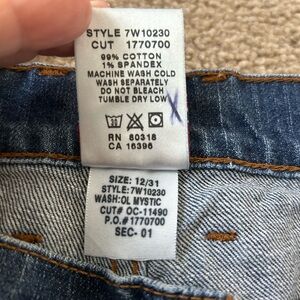 STYLE 7W10230
CUT 1770700
99% COTTON
1% SPANDEX
MACHINE WASH COLD
WASH SEPARATELY
DO NOT BLEACH
TUMBLE DRY LOW
RN 80318
CA 16396
SIZE: 12/31
STYLE:7W10230
WASH:OL MYSTIC
CUT# OC-11490
P.O.# 1770700
SEC- 01